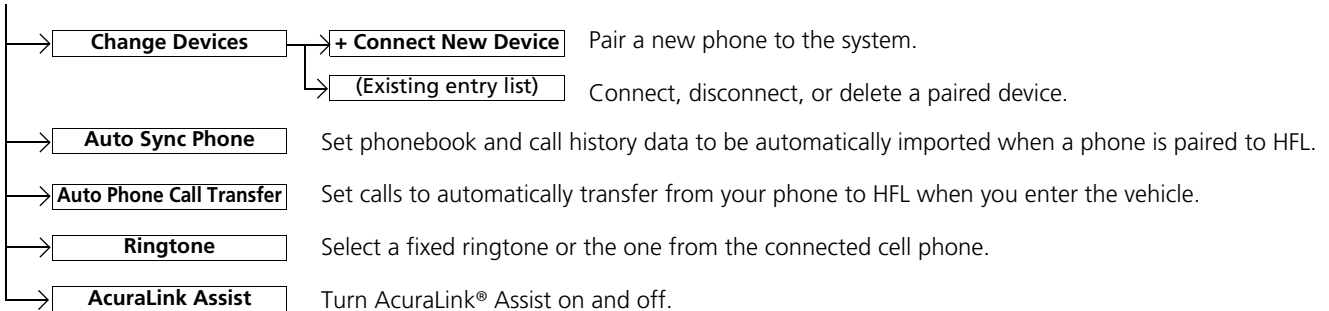 Change Devices
+ Connect New Device
Pair a new phone to the system.
(Existing entry list)
Connect, disconnect, or delete a paired device.
Auto Sync Phone
Set phonebook and call history data to be automatically imported when a phone is paired to HFL.
Auto Phone Call Transfer
Set calls to automatically transfer from your phone to HFL when you enter the vehicle.
Ringtone
Select a fixed ringtone or the one from the connected cell phone.
AcuraLink Assist
Turn AcuraLink® Assist on and off.